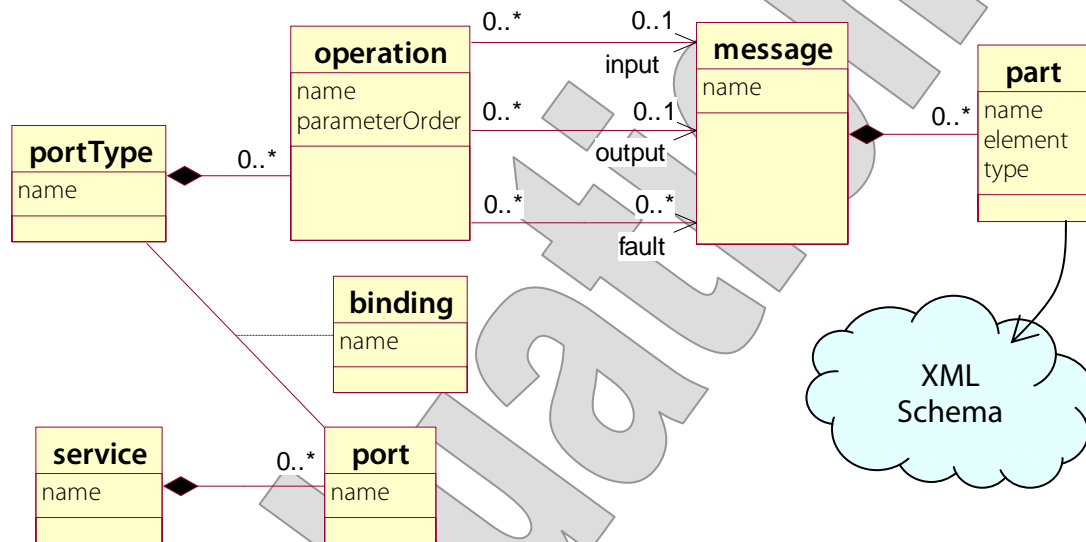 0..*
0..1
operation
message
input
part
name
name
name
parameterOrder
0..*
0..1
0..*
element
portType
0..*
output
type
name
0..*
0..*
fault
binding
name
XML
Schema
service
0..*
port
name
name